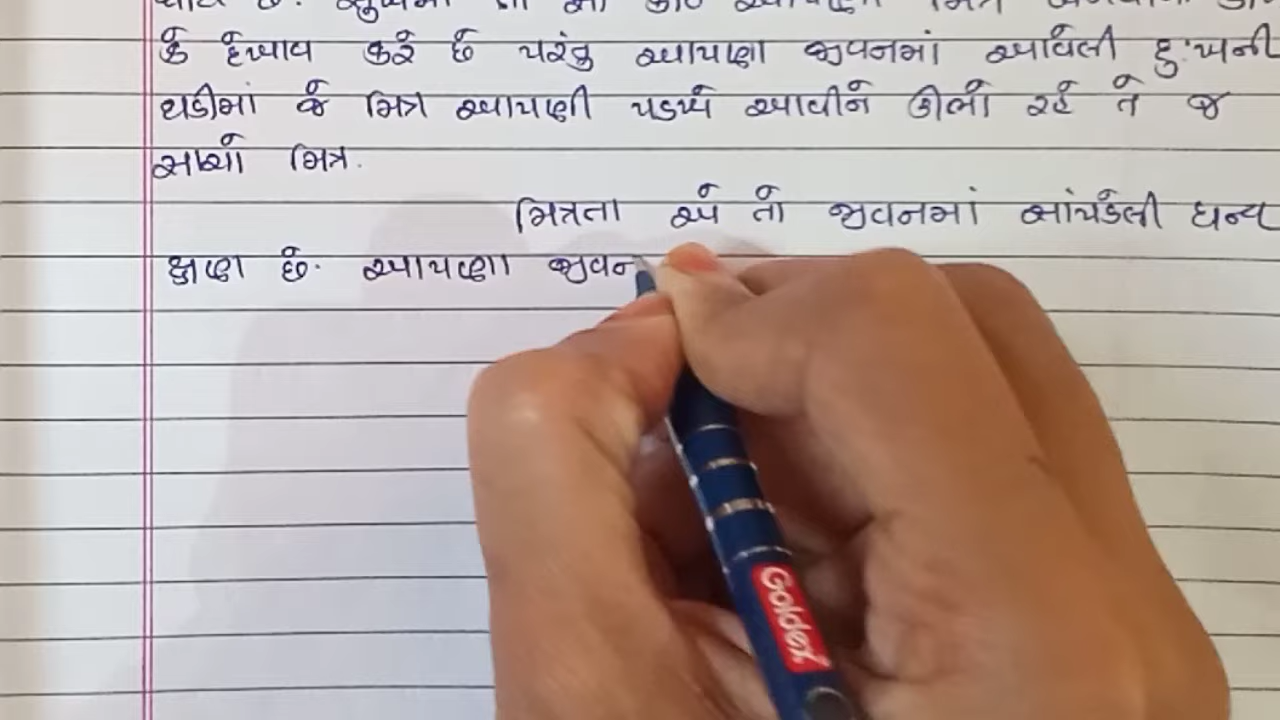 કે દેખાવ કરે છે પરંતુ આપણા જીવનમાં આવેલી દુઃખની
ઘડીમાં જે મિત્ર આપણી પડખે આવીને ઊભો રહે તે જ
સાચો મિત્ર.
મિત્રતા એ તો જીવનમાં સાંપડેલી ધન્ય
ક્ષણ છે. આપણા જીવન
Goldex